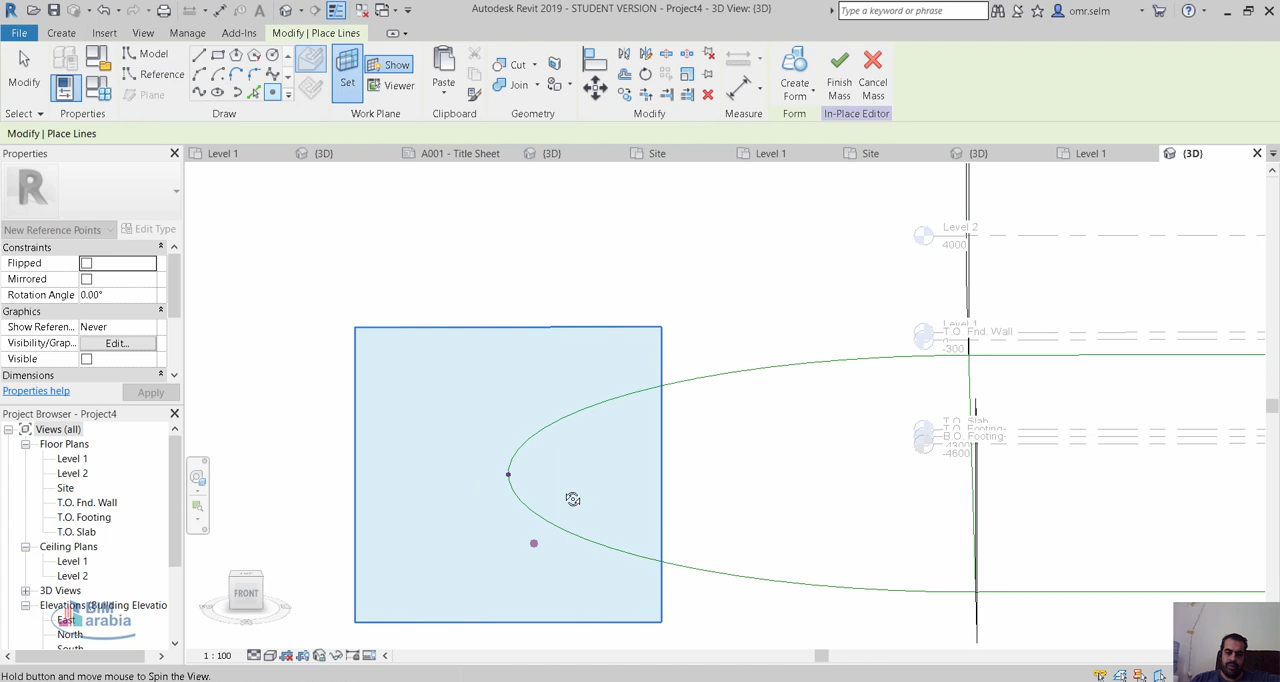 Autodesk Revit 2019 - STUDENT VERSION - Project4 - 3D View: {3D}
Type a keyword or phrase
omr.selm
File
Create
Insert
View
Manage
Add-Ins
Modify | Place Lines
Modify
Model
Reference
Plane
Set
Show
Viewer
Paste
Cut
Join
Create
Form
Finish
Mass
Cancel
Mass
Select
Properties
Draw
Work Plane
Clipboard
Geometry
Modify
Measure
Form
In-Place Editor
Modify | Place Lines
Properties
Level 1
{3D}
A001 - Title Sheet
{3D}
Site
Level 1
Site
{3D}
Level 1
{3D}
New Reference Points
Edit Type
Constraints
Flipped
Mirrored
Rotation Angle
0.00°
Graphics
Show Referen...
Never
Visibility/Grap...
Edit...
Visible
Dimensions
Properties help
Apply
Project Browser - Project4
Views (all)
Floor Plans
Level 1
Level 2
Site
T.O. Fnd. Wall
T.O. Footing
T.O. Slab
Ceiling Plans
Level 1
Level 2
3D Views
Elevations (Building Elevatio
East
North
South
BIM
arabia
Level 2
4000
Level 1
T.O. Fnd. Wall
-300
T.O. Slab
T.O. Footing
B.O. Footing
-4600
FRONT
1 : 100
Hold button and move mouse to Spin the View.